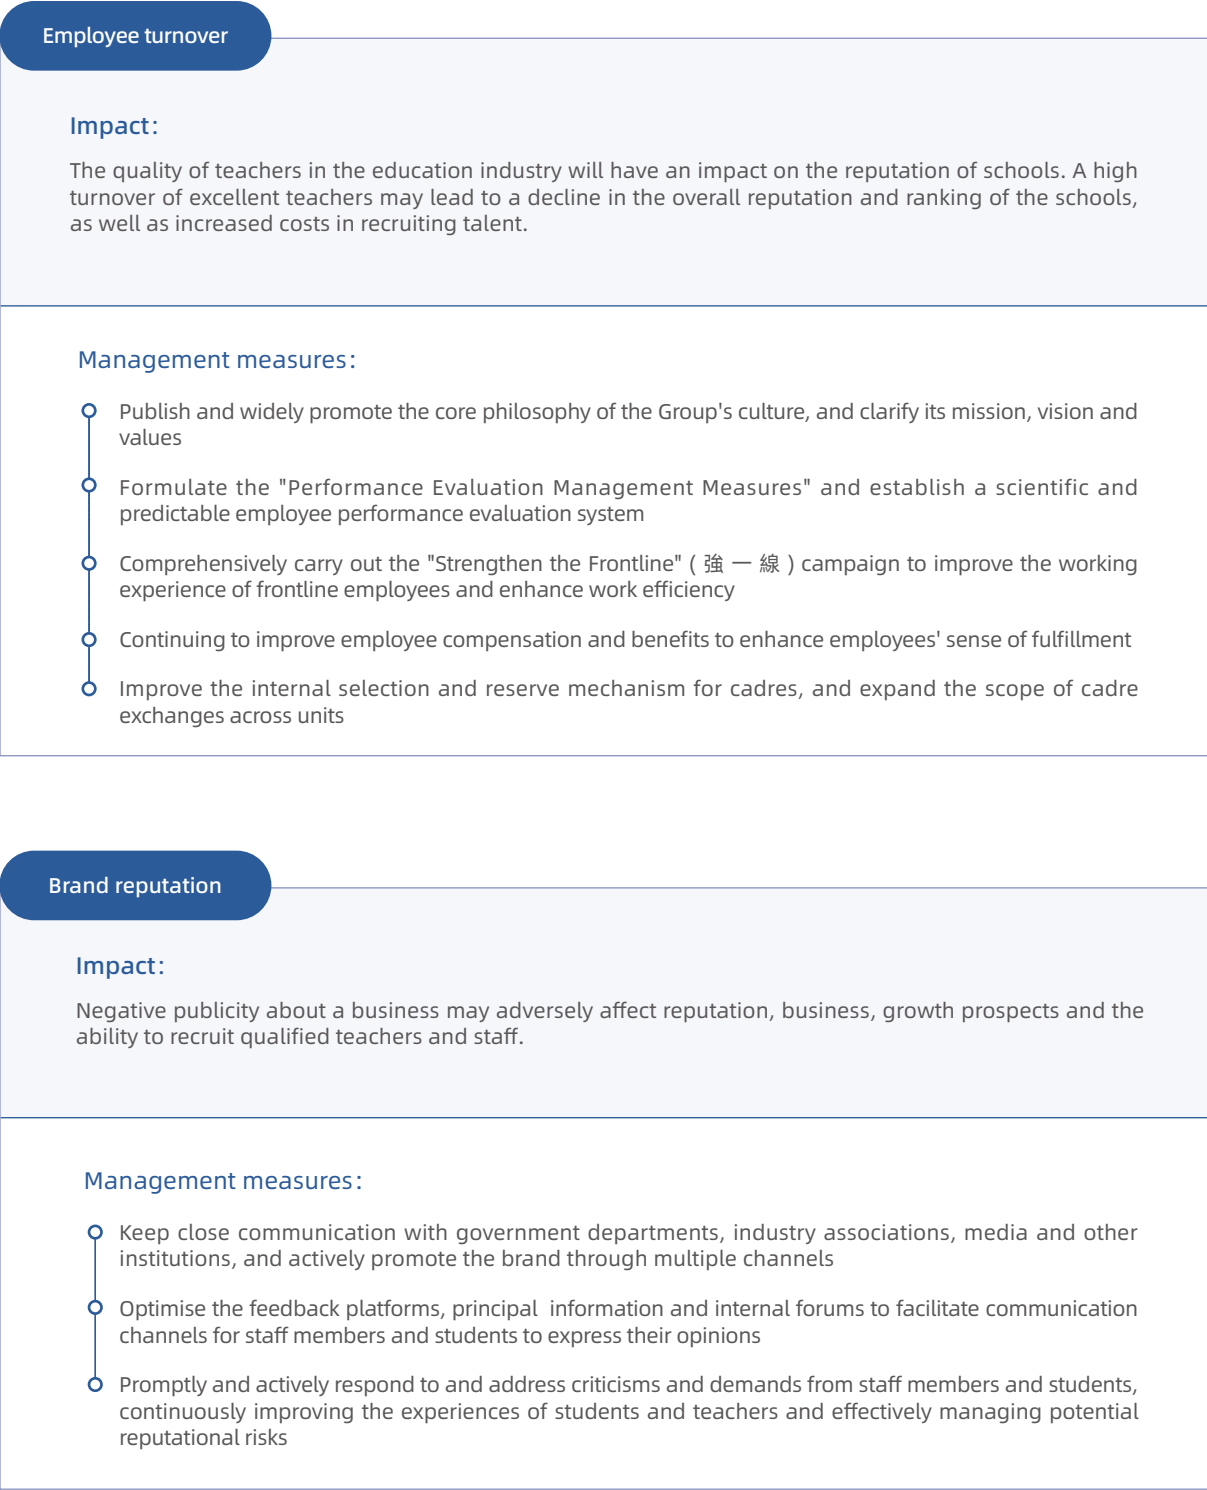 Employee turnover
Impact:
The quality of teachers in the education industry will have an impact on the reputation of schools. A high
turnover of excellent teachers may lead to a decline in the overall reputation and ranking of the schools,
as well as increased costs in recruiting talent.
Management measures:
Publish and widely promote the core philosophy of the Group's culture, and clarify its mission, vision and
values
Formulate the "Performance Evaluation Management Measures" and establish a scientific and
predictable employee performance evaluation system
Comprehensively carry out the "Strengthen the Frontline" ( 強一線 ) campaign to improve the working
experience of frontline employees and enhance work efficiency
Continuing to improve employee compensation and benefits to enhance employees' sense of fulfillment
Improve the internal selection and reserve mechanism for cadres, and expand the scope of cadre
exchanges across units
Brand reputation
Impact:
Negative publicity about a business may adversely affect reputation, business, growth prospects and the
ability to recruit qualified teachers and staff.
Management measures:
Keep close communication with government departments, industry associations, media and other
institutions, and actively promote the brand through multiple channels
Optimise the feedback platforms, principal  information and internal forums to facilitate communication
channels for staff members and students to express their opinions
Promptly and actively respond to and address criticisms and demands from staff members and students,
continuously improving the experiences of students and teachers and effectively managing potential
reputational risks